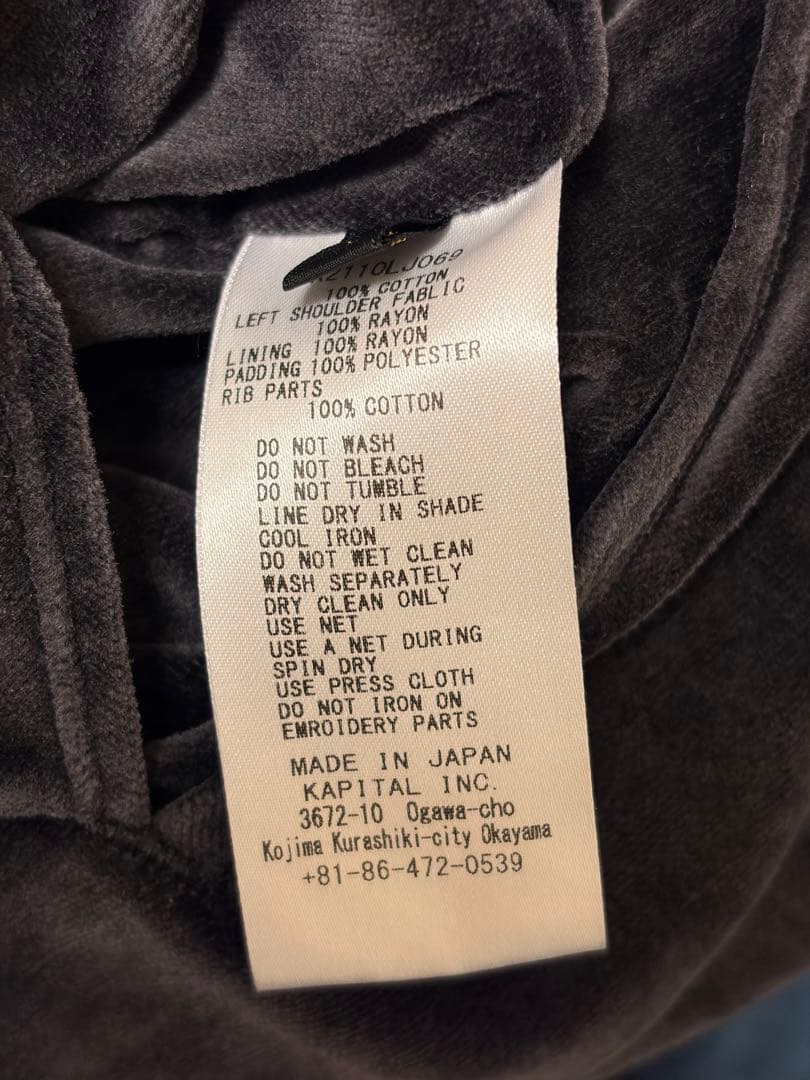 100% COTTON
LEFT SHOULDER FABLIC
100% RAYON
LINING 100% RAYON
PADDING 100% POLYESTER
RIB PARTS
100% COTTON
DO NOT WASH
DO NOT BLEACH
DO NOT TUMBLE
LINE DRY IN SHADE
COOL IRON
DO NOT WET CLEAN
WASH SEPARATELY
DRY CLEAN ONLY
USE NET
USE A NET DURING
SPIN DRY
USE PRESS CLOTH
DO NOT IRON ON
EMROIDERY PARTS
MADE IN JAPAN
KAPITAL INC.
3672-10 Ogawa-cho
Kojima Kurashiki-city Okayama
+81-86-472-0539